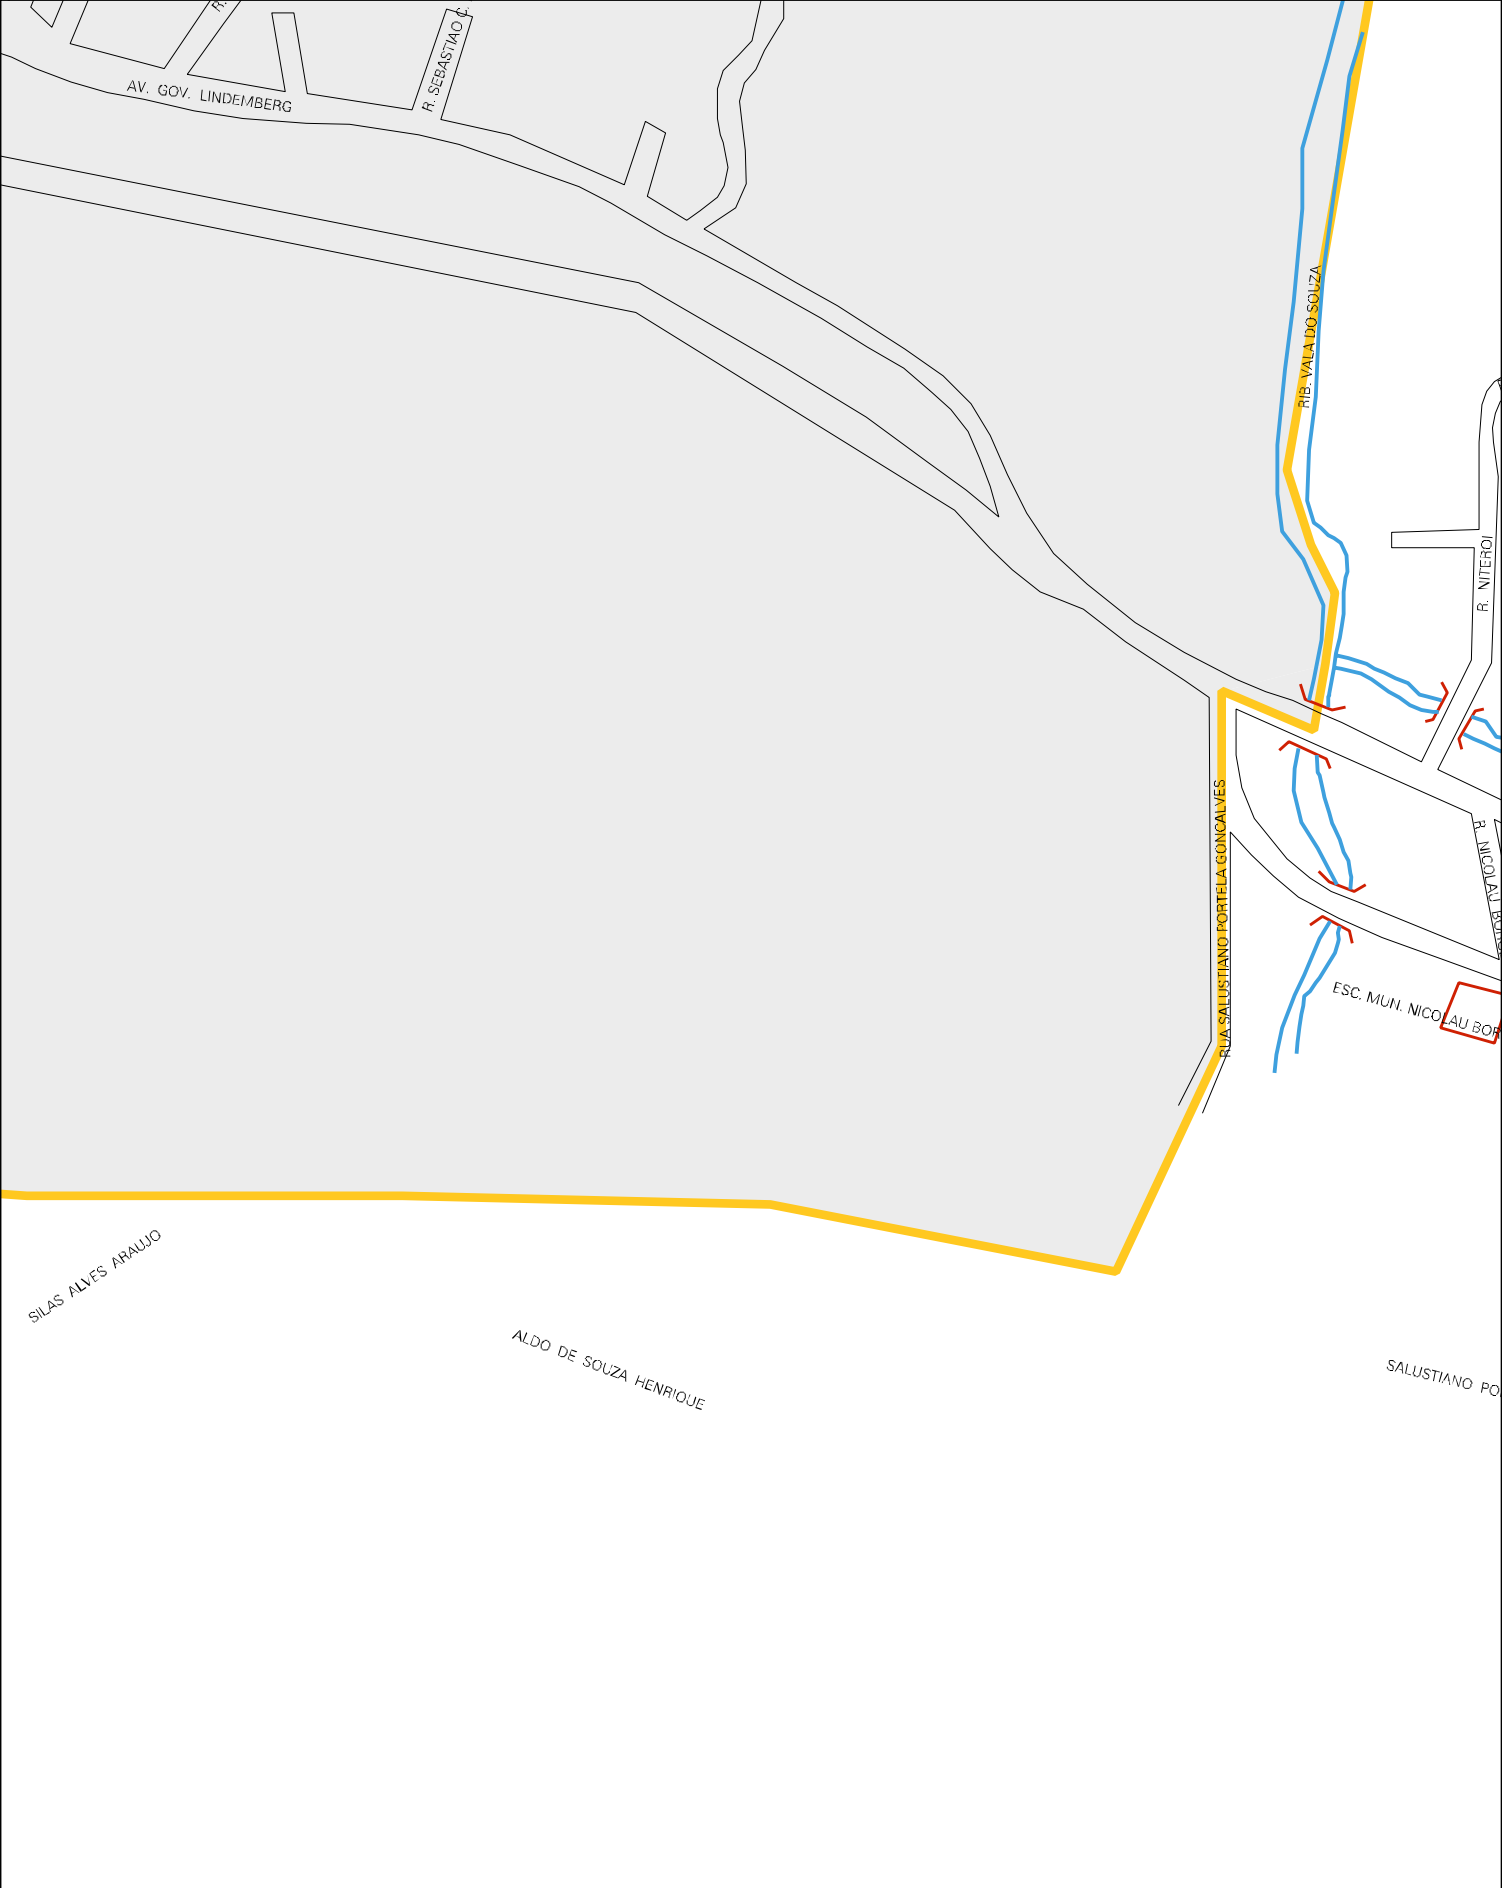 R.
AV. GOV. LINDEMBERG
R. SEBASTIAO C.
RIB. VALA DO SOUZA
R. NITEROI
RUA SALUSTIANO PORTELA GONCALVES
R. NICOLAU
ESC. MUN. NICOLAU BOR
SILAS ALVES ARAUJO
ALDO DE SOUZA HENRIQUE
SALUSTIANO PO